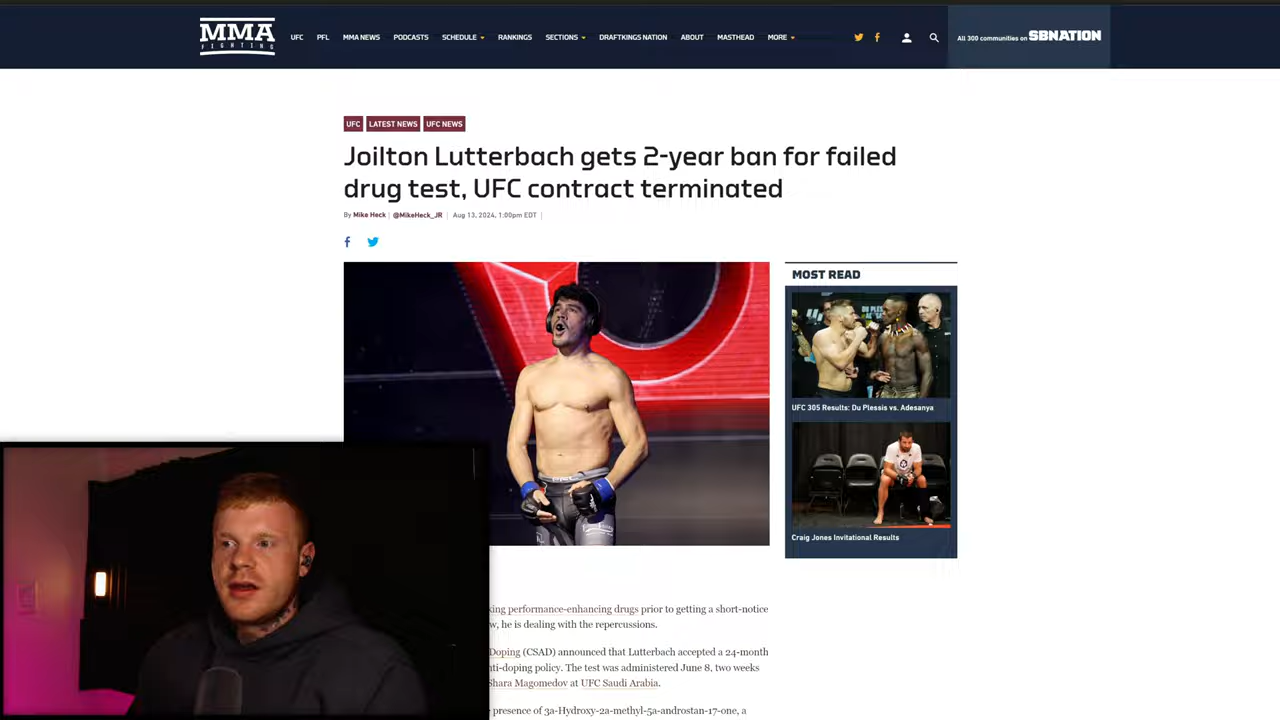 MMA
FIGHTING
UFC PFL MMA NEWS PODCASTS SCHEDULE RANKINGS SECTIONS DRAFTKINGS NATION ABOUT MASTHEAD MORE
All 300 communities on SBNATION
UFC LATEST NEWS UFC NEWS
Joilton Lutterbach gets 2-year ban for failed
drug test, UFC contract terminated
By Mike Heck | @MikeHeck_JR | Aug 13, 2024, 1:00pm EDT |
MOST READ
UFC 305 Results: Du Plessis vs. Adesanya
Craig Jones Invitational Results
king performance-enhancing drugs prior to getting a short-notice
w, he is dealing with the repercussions.
Doping (CSAD) announced that Lutterbach accepted a 24-month
nti-doping policy. The test was administered June 8, two weeks
Shara Magomedov at UFC Saudi Arabia.
presence of 3a-Hydroxy-2a-methyl-5a-androstan-17-one, a